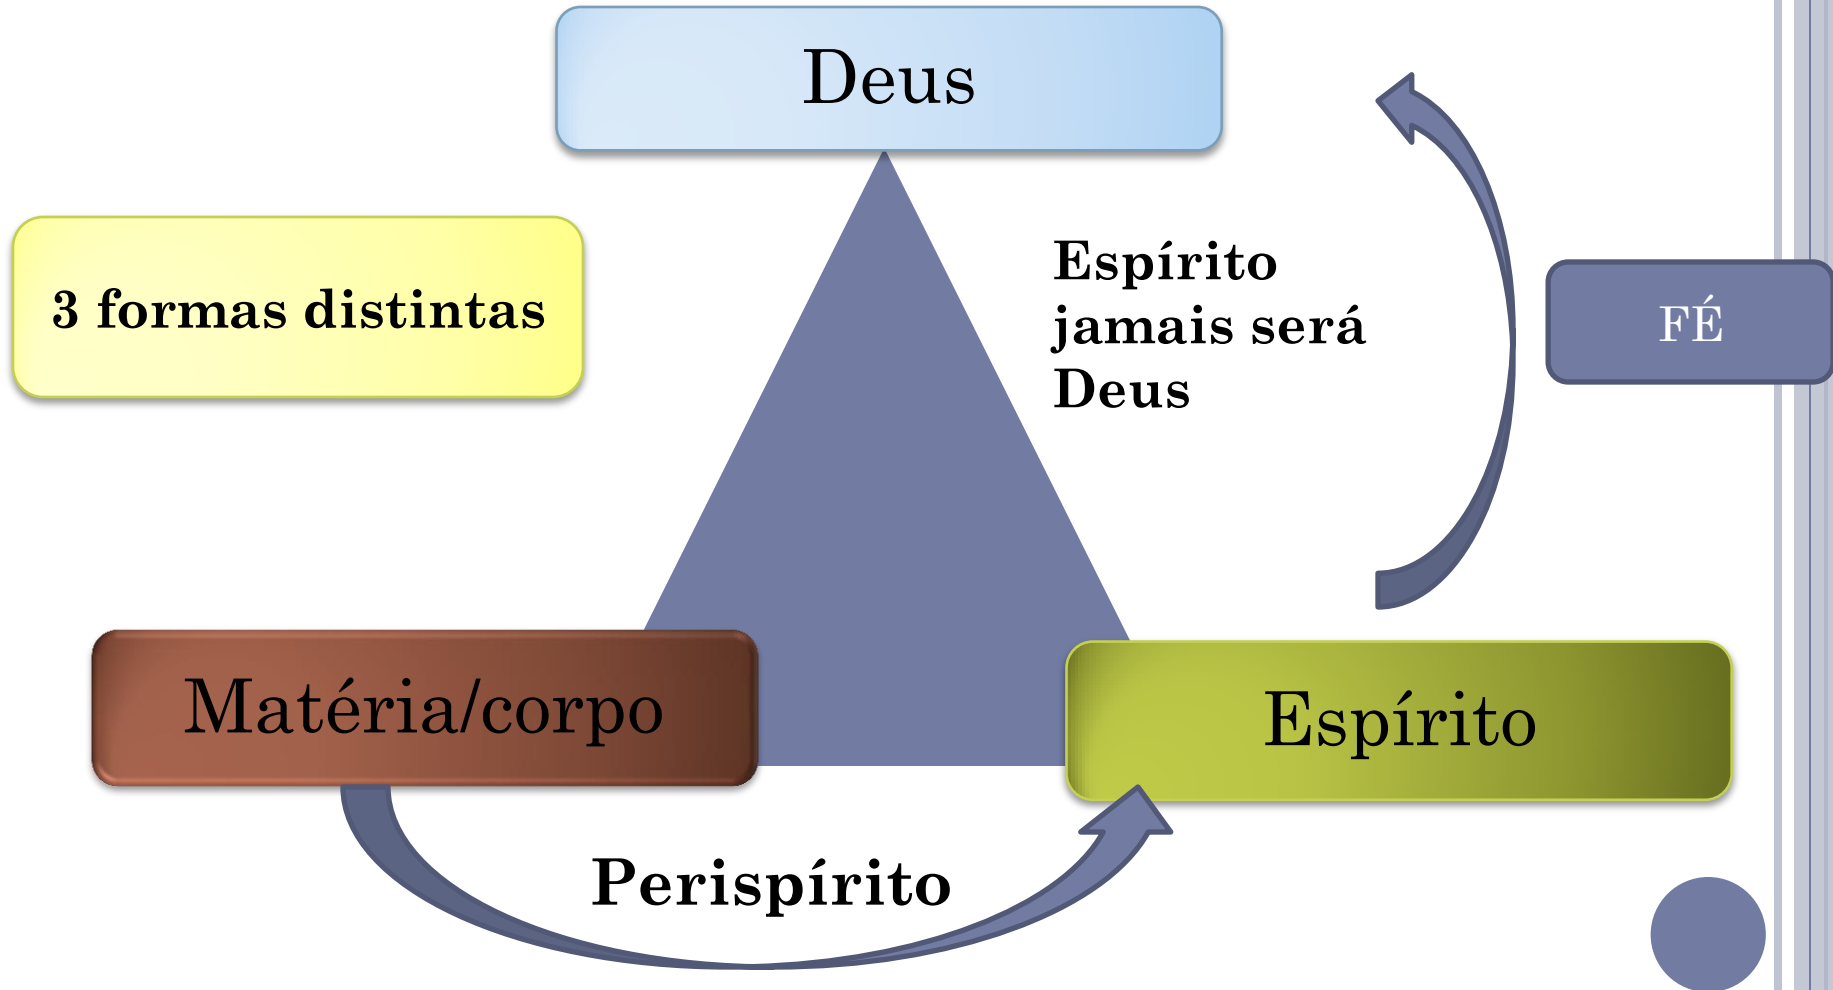 Deus
3 formas distintas
Espírito
jamais será
Deus
FÉ
Matéria/corpo
Espírito
Perispírito